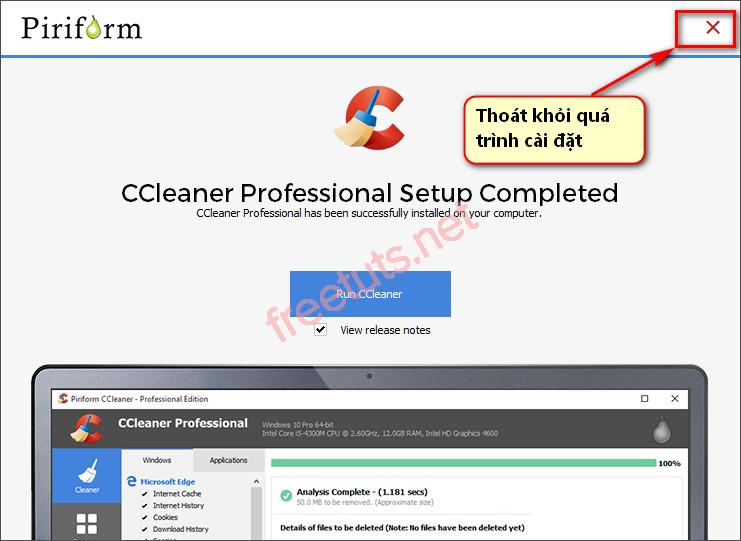 Piriform
Thoát khỏi quá
trình cài đặt
CCleaner Professional Setup Completed
CCleaner Professional has been successfully installed on your computer.
Run CCleaner
freetuts.net
View release notes
Piriform CCleaner - Professional Edition
CCleaner Professional
Windows 10 Pro 64-bit
Intel Core i5-4300M CPU @ 2.60GHz, 12.0GB RAM, Intel HD Graphics 4600
Cleaner
Windows
Applications
Microsoft Edge
Internet Cache
Internet History
Cookies
Download History
100%
Analysis Complete - (1.181 secs)
50.0 MB to be removed. (Approximate size)
Details of files to be deleted (Note: No files have been deleted yet)